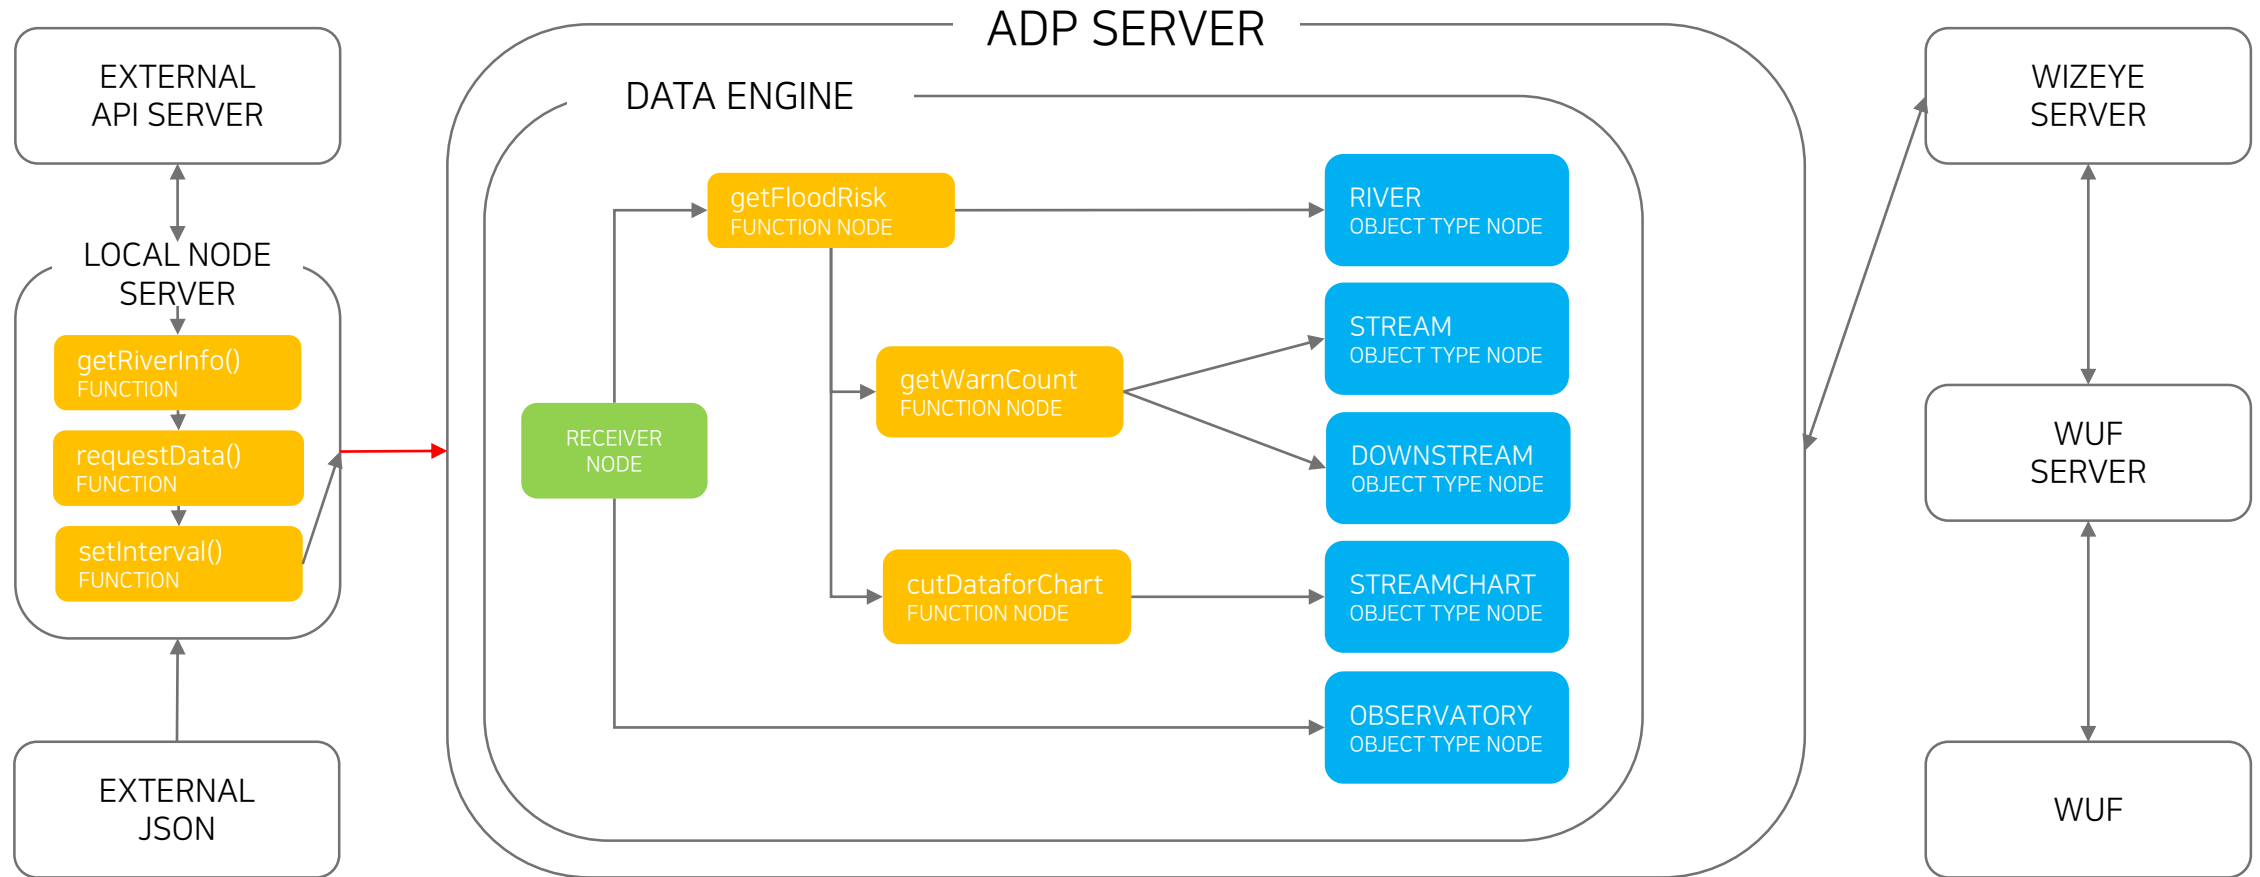 EXTERNAL
API SERVER
LOCAL NODE
SERVER
getRiverInfo()
FUNCTION
requestData()
FUNCTION
setInterval()
FUNCTION
EXTERNAL
JSON
ADP SERVER
DATA ENGINE
RECEIVER
NODE
getFloodRisk
FUNCTION NODE
getWarnCount
FUNCTION NODE
cutDataforChart
FUNCTION NODE
RIVER
OBJECT TYPE NODE
STREAM
OBJECT TYPE NODE
DOWNSTREAM
OBJECT TYPE NODE
STREAMCHART
OBJECT TYPE NODE
OBSERVATORY
OBJECT TYPE NODE
WIZEYE
SERVER
WUF
SERVER
WUF